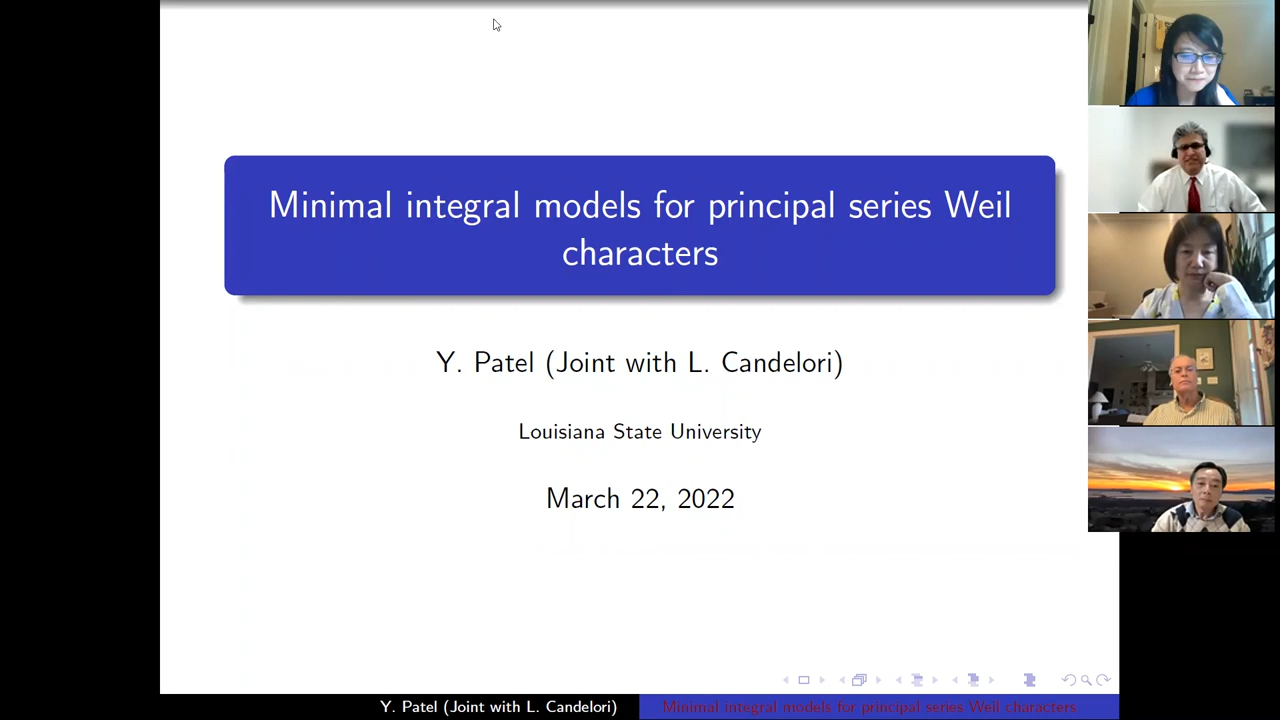 Minimal integral models for principal series Weil
characters
Y. Patel (Joint with L. Candelori)
Louisiana State University
March 22, 2022
Y. Patel (Joint with L. Candelori)
Minimal integral models for principal series Weil characters